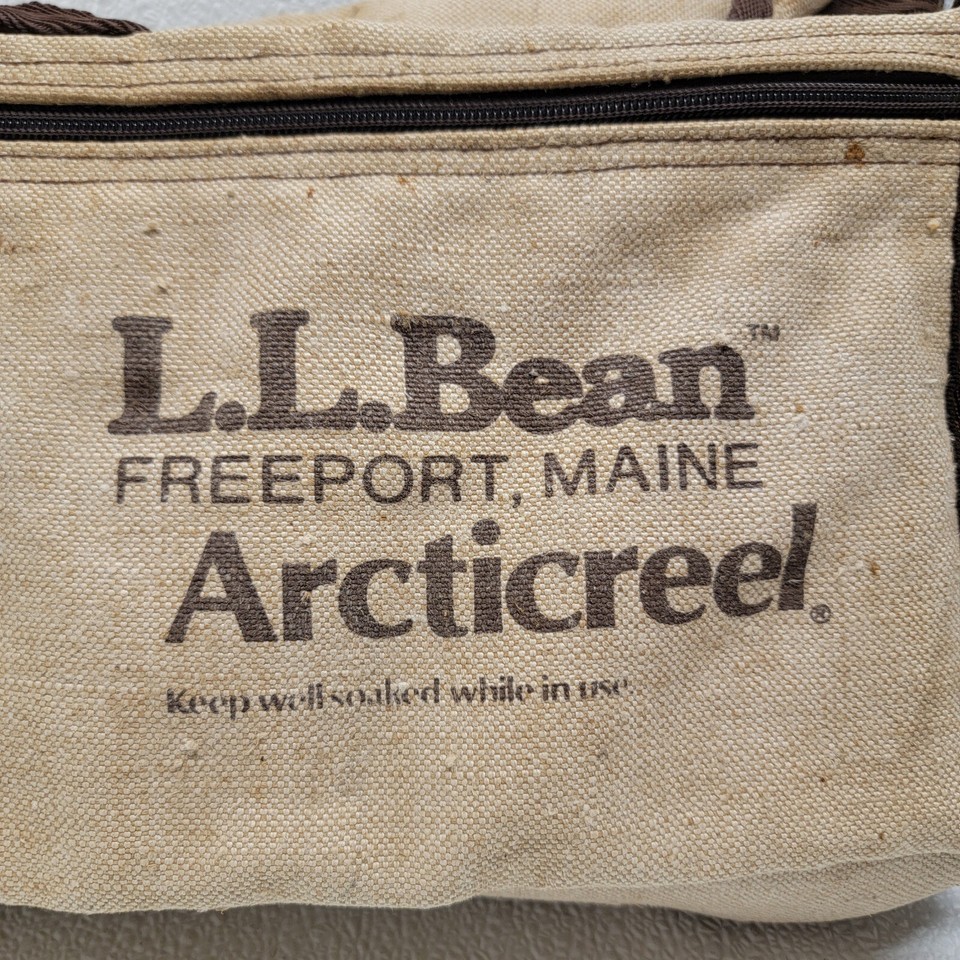 L.L.Bean™
FREEPORT, MAINE
Arcticreel®
Keep well soaked while in use.